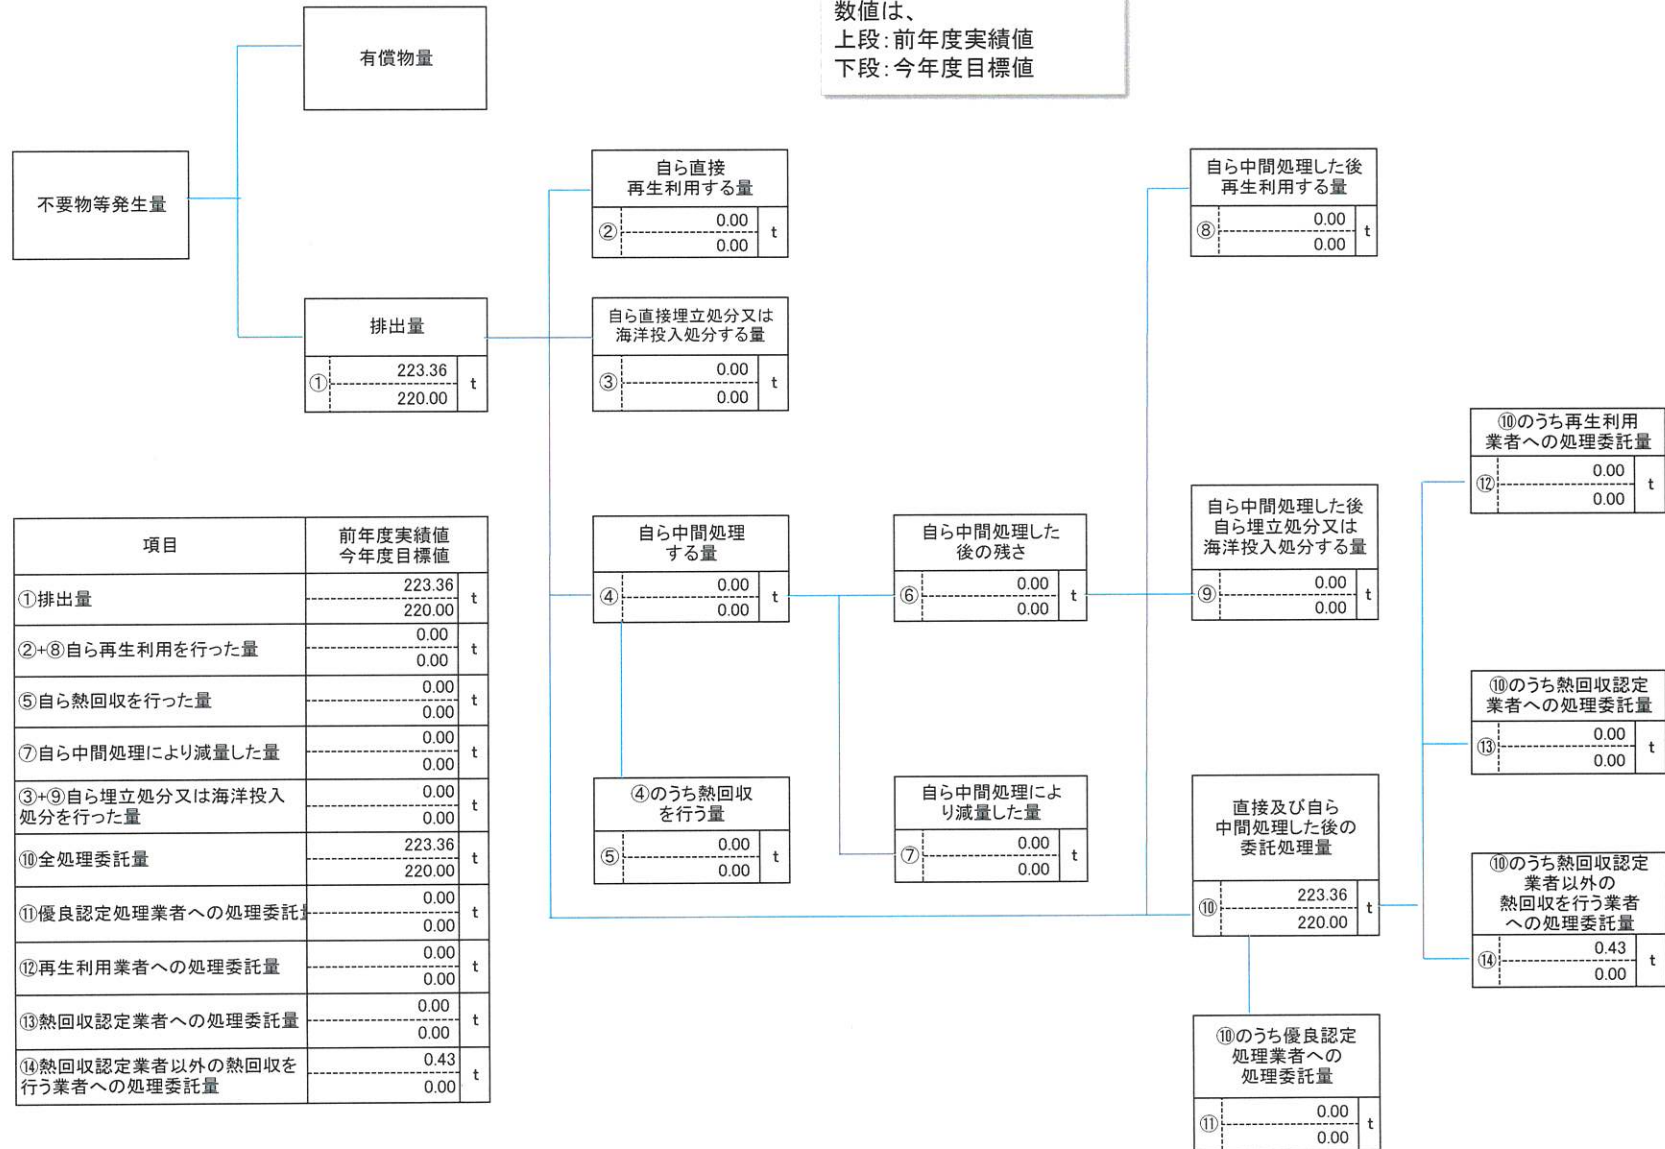 数値は、
上段：前年度実績値
下段：今年度目標値
有償物量
不要物等発生量
排出量
①
223.36
220.00
t
自ら直接
再生利用する量
②
0.00
0.00
t
自ら直接埋立処分又は
海洋投入処分する量
③
0.00
0.00
t
自ら中間処理
する量
④
0.00
0.00
t
④のうち熱回収
を行う量
⑤
0.00
0.00
t
自ら中間処理した
後の残さ
⑥
0.00
0.00
t
自ら中間処理によ
り減量した量
⑦
0.00
0.00
t
自ら中間処理した後
再生利用する量
⑧
0.00
0.00
t
自ら中間処理した後
自ら埋立処分又は
海洋投入処分する量
⑨
0.00
0.00
t
直接及び自ら
中間処理した後の
委託処理量
⑩
223.36
220.00
t
⑩のうち優良認定
処理業者への
処理委託量
⑪
0.00
0.00
t
⑩のうち再生利用
業者への処理委託量
⑫
0.00
0.00
t
⑩のうち熱回収認定
業者への処理委託量
⑬
0.00
0.00
t
⑩のうち熱回収認定
業者以外の
熱回収を行う業者
への処理委託量
⑭
0.43
0.00
t
項目
前年度実績値
今年度目標値
①排出量
223.36
220.00
t
②+⑧自ら再生利用を行った量
0.00
0.00
t
⑤自ら熱回収を行った量
0.00
0.00
t
⑦自ら中間処理により減量した量
0.00
0.00
t
③+⑨自ら埋立処分又は海洋投入
処分を行った量
0.00
0.00
t
⑩全処理委託量
223.36
220.00
t
⑪優良認定処理業者への処理委託
0.00
0.00
t
⑫再生利用業者への処理委託量
0.00
0.00
t
⑬熱回収認定業者への処理委託量
0.00
0.00
t
⑭熱回収認定業者以外の熱回収を
行う業者への処理委託量
0.43
0.00
t